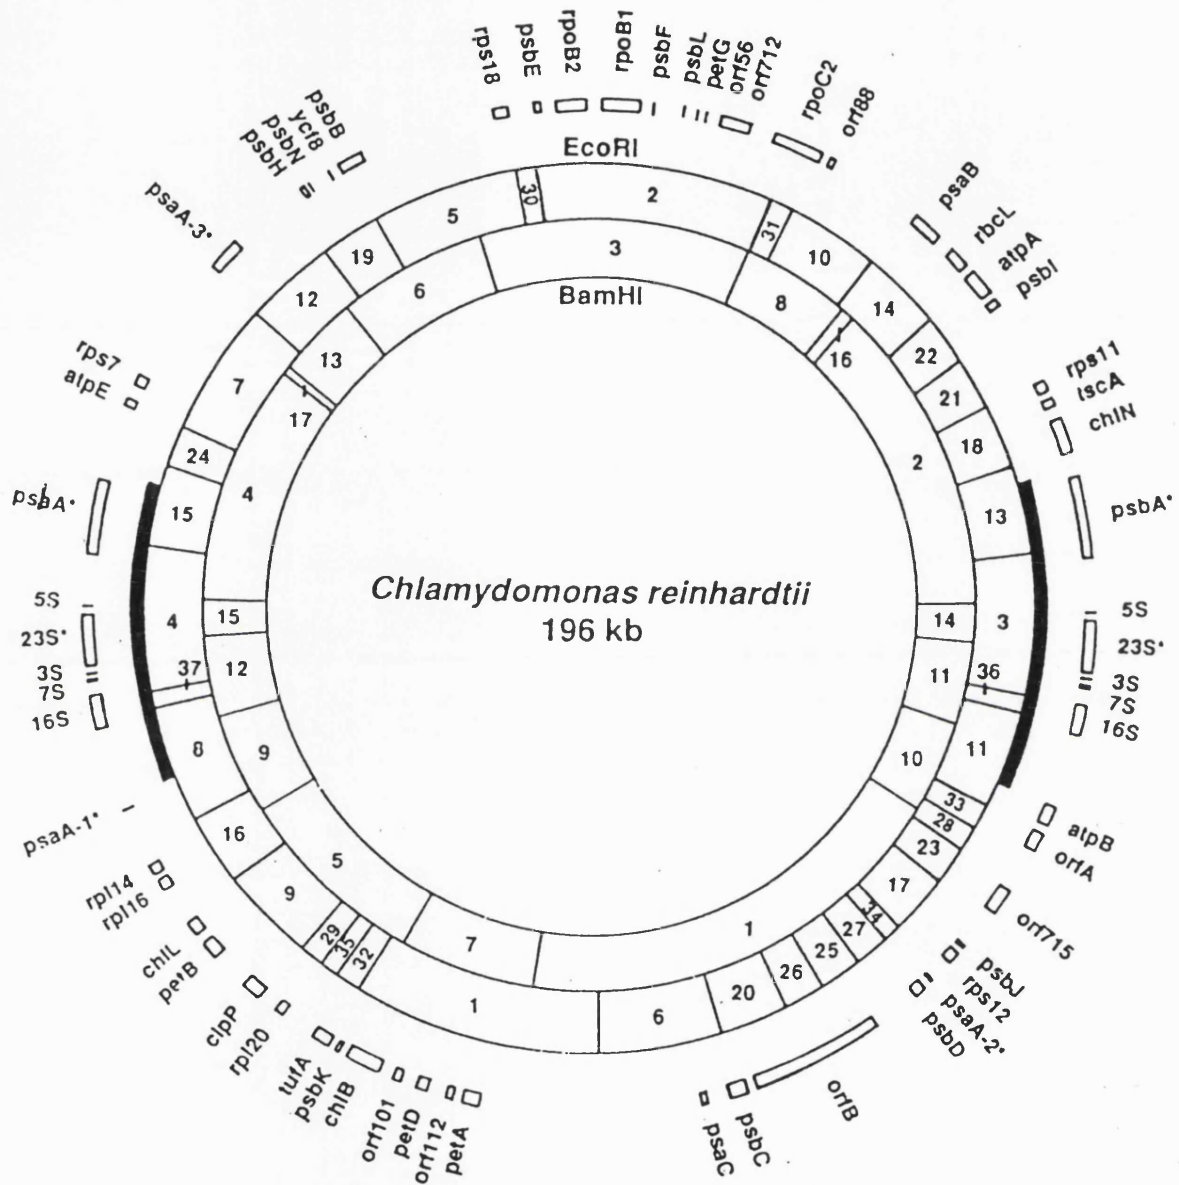 rps18
psbE
rpoB2
rpoB1
psbF
psbL
petG
orf56
orf712
rpoC2
orf88
psaB
rbcL
atpA
psbI
rps11
tscA
chlN
psbA*
5S
23S*
3S
7S
16S
atpB
orfA
orf715
psbJ
rps12
psaA-2*
psbD
orfB
psbC
psaC
petA
orf112
petD
orf101
chlB
psbK
tufA
rpl20
clpP
petB
chlL
rpl16
rpl14
psaA-1*
16S
7S
3S
23S*
5S
psbA*
atpE
rps7
psaA-3*
psbH
psbN
ycf8
psbB
EcoRI
2
31
10
14
22
21
18
13
3
36
11
33
28
23
17
34
27
25
26
20
6
1
32
35
29
9
16
8
37
4
15
24
7
12
19
5
30
3
BamHI
8
16
2
14
11
10
1
7
5
9
12
15
4
17
13
6
Chlamydomonas reinhardtii
196 kb